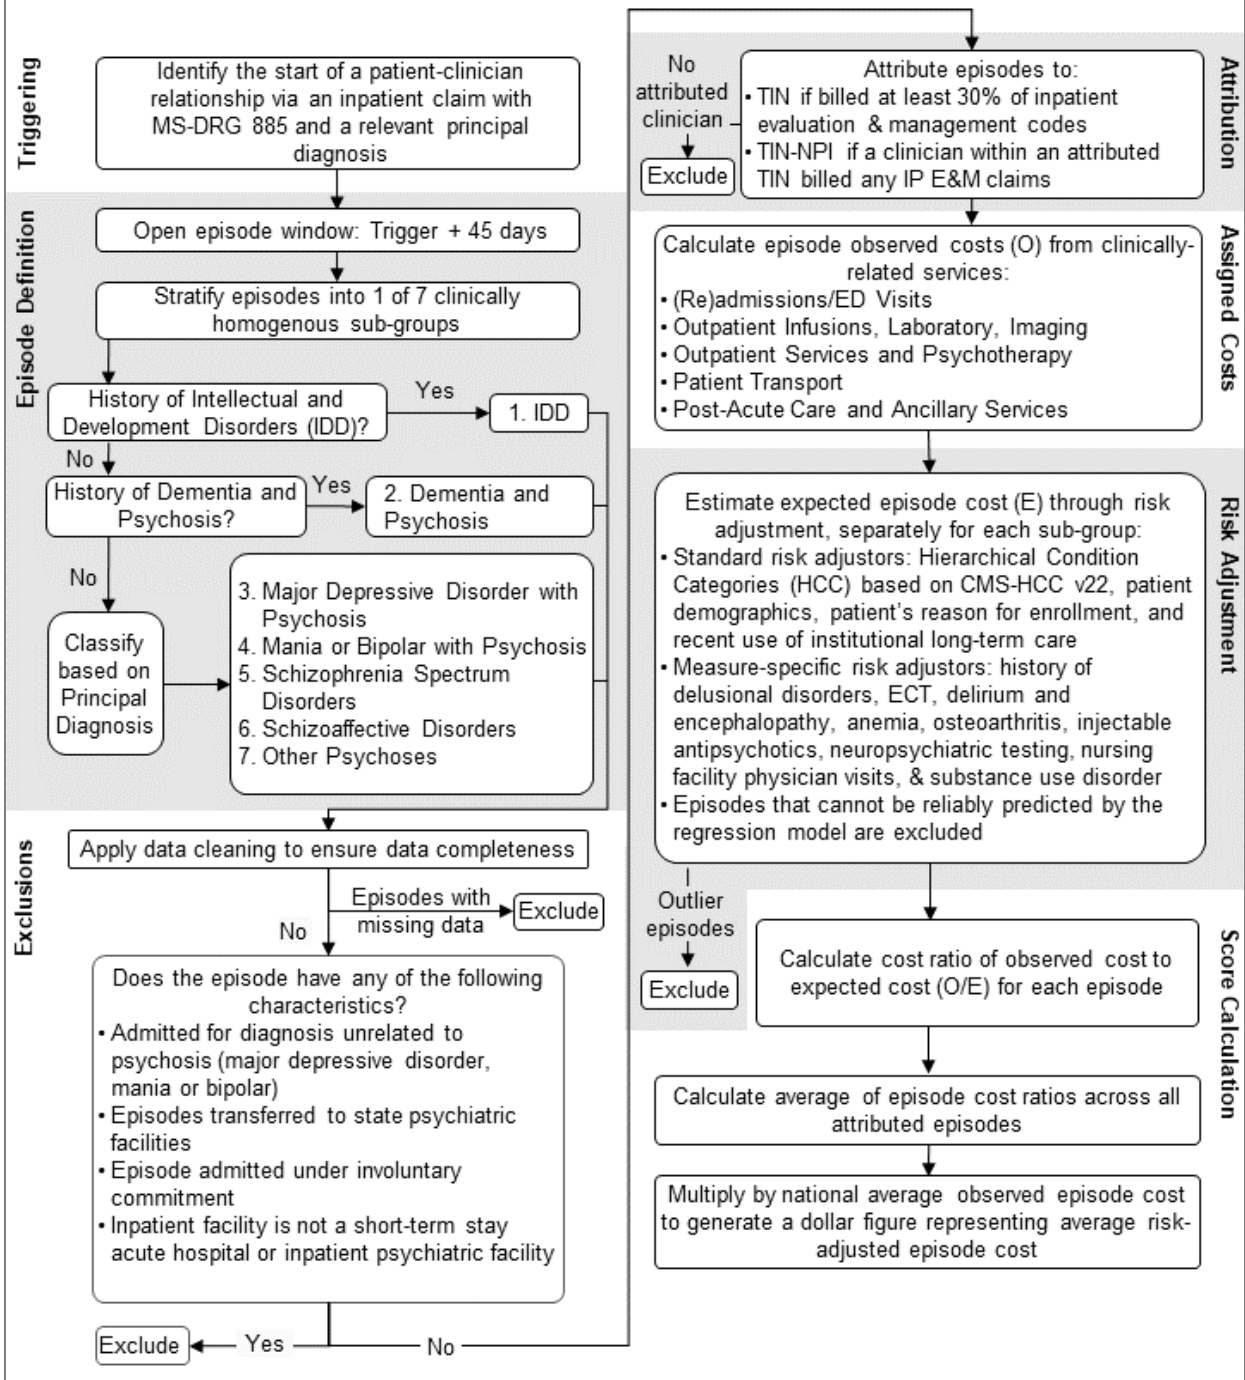 Triggering
Identify the start of a patient-clinician
relationship via an inpatient claim with
MS-DRG 885 and a relevant principal
diagnosis
Episode Definition
Open episode window: Trigger + 45 days
Stratify episodes into 1 of 7 clinically
homogenous sub-groups
History of Intellectual and
Development Disorders (IDD)?
Yes
1. IDD
No
History of Dementia and
Psychosis?
Yes
2. Dementia and
Psychosis
No
Classify
based on
Principal
Diagnosis
3. Major Depressive Disorder with
Psychosis
4. Mania or Bipolar with Psychosis
5. Schizophrenia Spectrum
Disorders
6. Schizoaffective Disorders
7. Other Psychoses
Exclusions
Apply data cleaning to ensure data completeness
Episodes with
missing data
Exclude
No
Does the episode have any of the following
characteristics?
• Admitted for diagnosis unrelated to
psychosis (major depressive disorder,
mania or bipolar)
• Episodes transferred to state psychiatric
facilities
• Episode admitted under involuntary
commitment
• Inpatient facility is not a short-term stay
acute hospital or inpatient psychiatric facility
Exclude
Yes
No
Attribution
No
attributed
clinician
Exclude
Attribute episodes to:
• TIN if billed at least 30% of inpatient
evaluation & management codes
• TIN-NPI if a clinician within an attributed
TIN billed any IP E&M claims
Assigned Costs
Calculate episode observed costs (O) from clinically-
related services:
• (Re)admissions/ED Visits
• Outpatient Infusions, Laboratory, Imaging
• Outpatient Services and Psychotherapy
• Patient Transport
• Post-Acute Care and Ancillary Services
Risk Adjustment
Estimate expected episode cost (E) through risk
adjustment, separately for each sub-group:
• Standard risk adjustors: Hierarchical Condition
Categories (HCC) based on CMS-HCC v22, patient
demographics, patient's reason for enrollment, and
recent use of institutional long-term care
• Measure-specific risk adjustors: history of
delusional disorders, ECT, delirium and
encephalopathy, anemia, osteoarthritis, injectable
antipsychotics, neuropsychiatric testing, nursing
facility physician visits, & substance use disorder
• Episodes that cannot be reliably predicted by the
regression model are excluded
Outlier
episodes
Exclude
Score Calculation
Calculate cost ratio of observed cost to
expected cost (O/E) for each episode
Calculate average of episode cost ratios across all
attributed episodes
Multiply by national average observed episode cost
to generate a dollar figure representing average risk-
adjusted episode cost